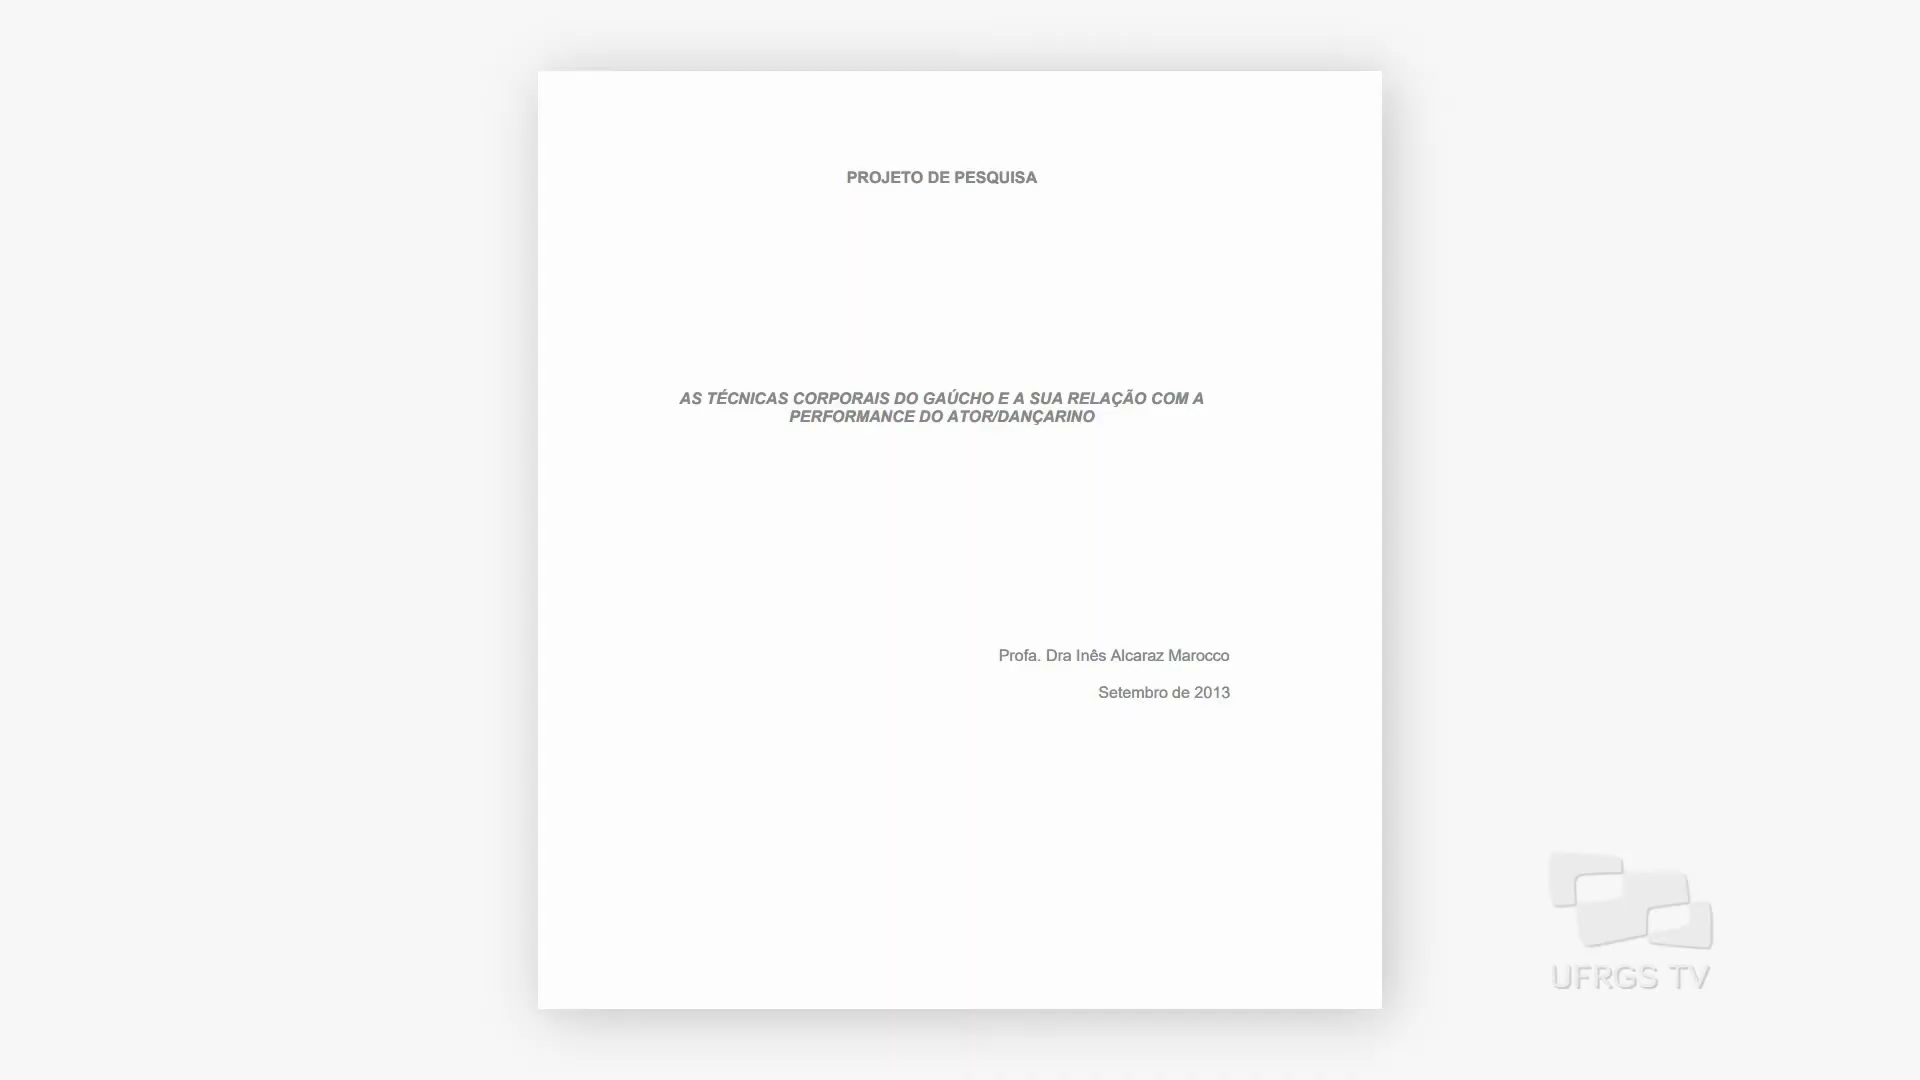 PROJETO DE PESQUISA
AS TÉCNICAS CORPORAIS DO GAÚCHO E A SUA RELAÇÃO COM A
PERFORMANCE DO ATOR/DANÇARINO
Profa. Dra Inês Alcaraz Marocco
Setembro de 2013
UFRGS TV